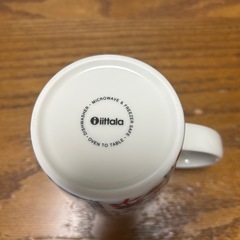 iittala
DISHWASHER · MICROWAVE & FREEZER SAFE · OVEN TO TABLE ·